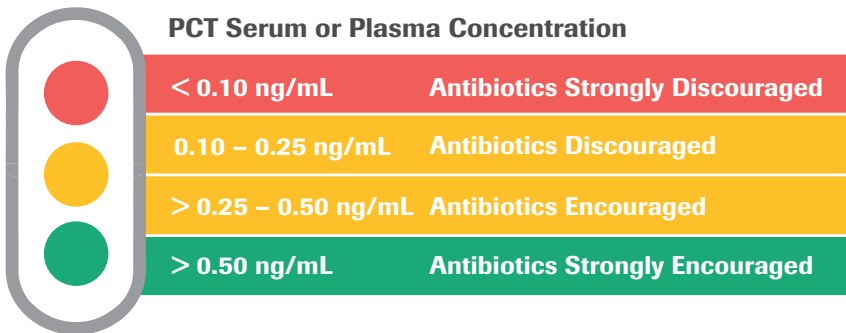 PCT Serum or Plasma Concentration
< 0.10 ng/mL Antibiotics Strongly Discouraged
0.10 – 0.25 ng/mL Antibiotics Discouraged
> 0.25 – 0.50 ng/mL Antibiotics Encouraged
> 0.50 ng/mL Antibiotics Strongly Encouraged